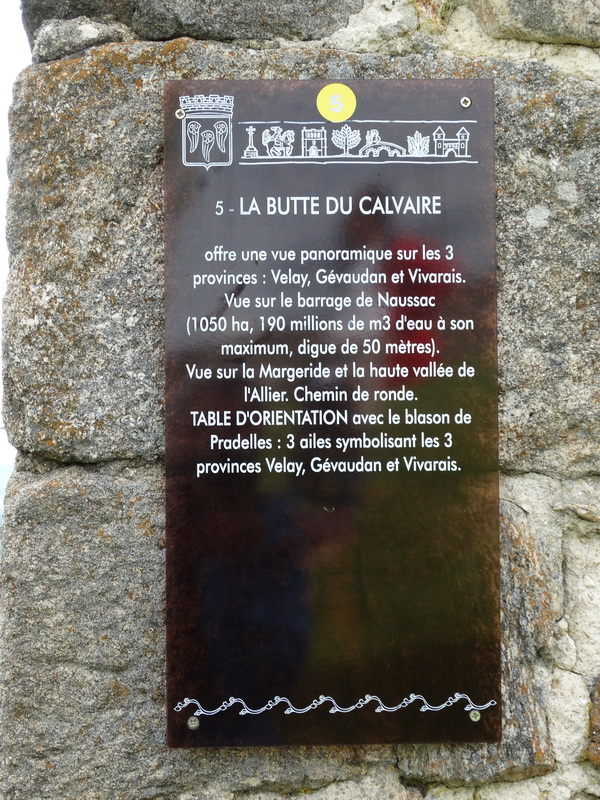 5
5 - LA BUTTE DU CALVAIRE
offre une vue panoramique sur les 3
provinces : Velay, Gévaudan et Vivarais.
Vue sur le barrage de Naussac
(1050 ha, 190 millions de m3 d'eau à son
maximum, digue de 50 mètres).
Vue sur la Margeride et la haute vallée de
l'Allier. Chemin de ronde.
TABLE D'ORIENTATION avec le blason de
Pradelles : 3 ailes symbolisant les 3
provinces Velay, Gévaudan et Vivarais.